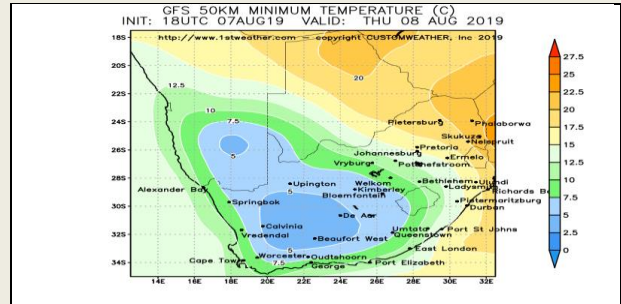 GFS 50KM MINIMUM TEMPERATURE (C)
INIT: 18UTC 07AUG19 VALID: THU 08 AUG 2019
http://www.1stweather.com — copyright CUSTOMWEATHER, Inc 2019
18S
20S
22S
24S
26S
28S
30S
32S
34S
14E 16E 18E 20E 22E 24E 26E 28E 30E 32E
12.5
10
7.5
5
20
5
5
7.5
Pietersburg
Phalaborwa
Skukuza
Nelspruit
Pretoria
Johannesburg
Ermelo
Vryburg
Potchefstroom
Alexander Bay
Upington
Welkom
Kimberley
Bethlehem
Ulundi
Ladysmith
Richards B
Bloemfontein
Springbok
Pietermaritzburg
Durban
De Aar
Calvinia
Vredendal
Beaufort West
Umtata
Port St Johns
Queenstown
East London
Worcester
Oudtshoorn
Cape Town
George
Port Elizabeth
27.5
25
22.5
20
17.5
15
12.5
10
7.5
5
2.5
0